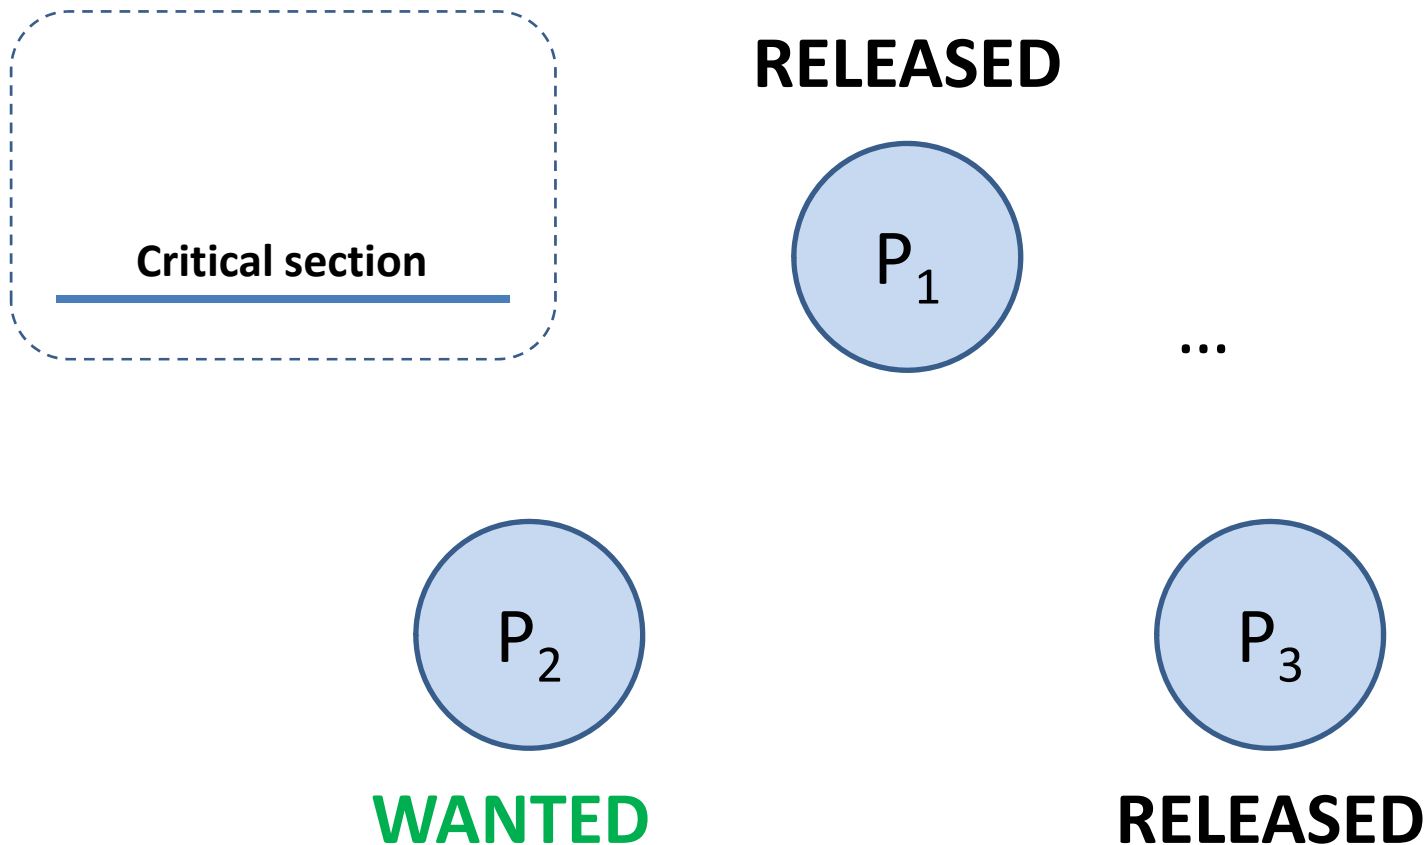 RELEASED
Critical section
P1
...
P2
P3
WANTED
RELEASED